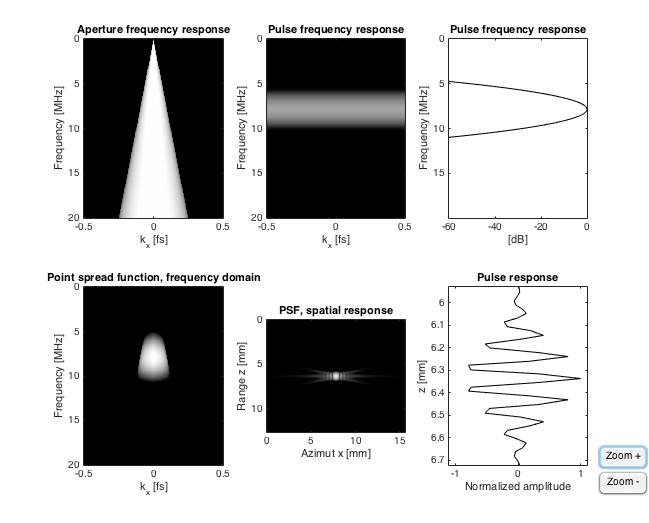 Aperture frequency response
Pulse frequency response
Pulse frequency response
0
5
10
15
20
Frequency [MHz]
-0.5
0
0.5
k_x [fs]
0
5
10
15
20
Frequency [MHz]
-0.5
0
0.5
k_x [fs]
0
5
10
15
Frequency [MHz]
-60
-40
-20
0
[dB]
Point spread function, frequency domain
PSF, spatial response
Pulse response
0
5
10
15
20
Frequency [MHz]
-0.5
0
0.5
k_x [fs]
0
5
10
Range z [mm]
0
5
10
15
Azimut x [mm]
6
6.1
6.2
6.3
6.4
6.5
6.6
6.7
z [mm]
-1
0
1
Normalized amplitude
Zoom +
Zoom -